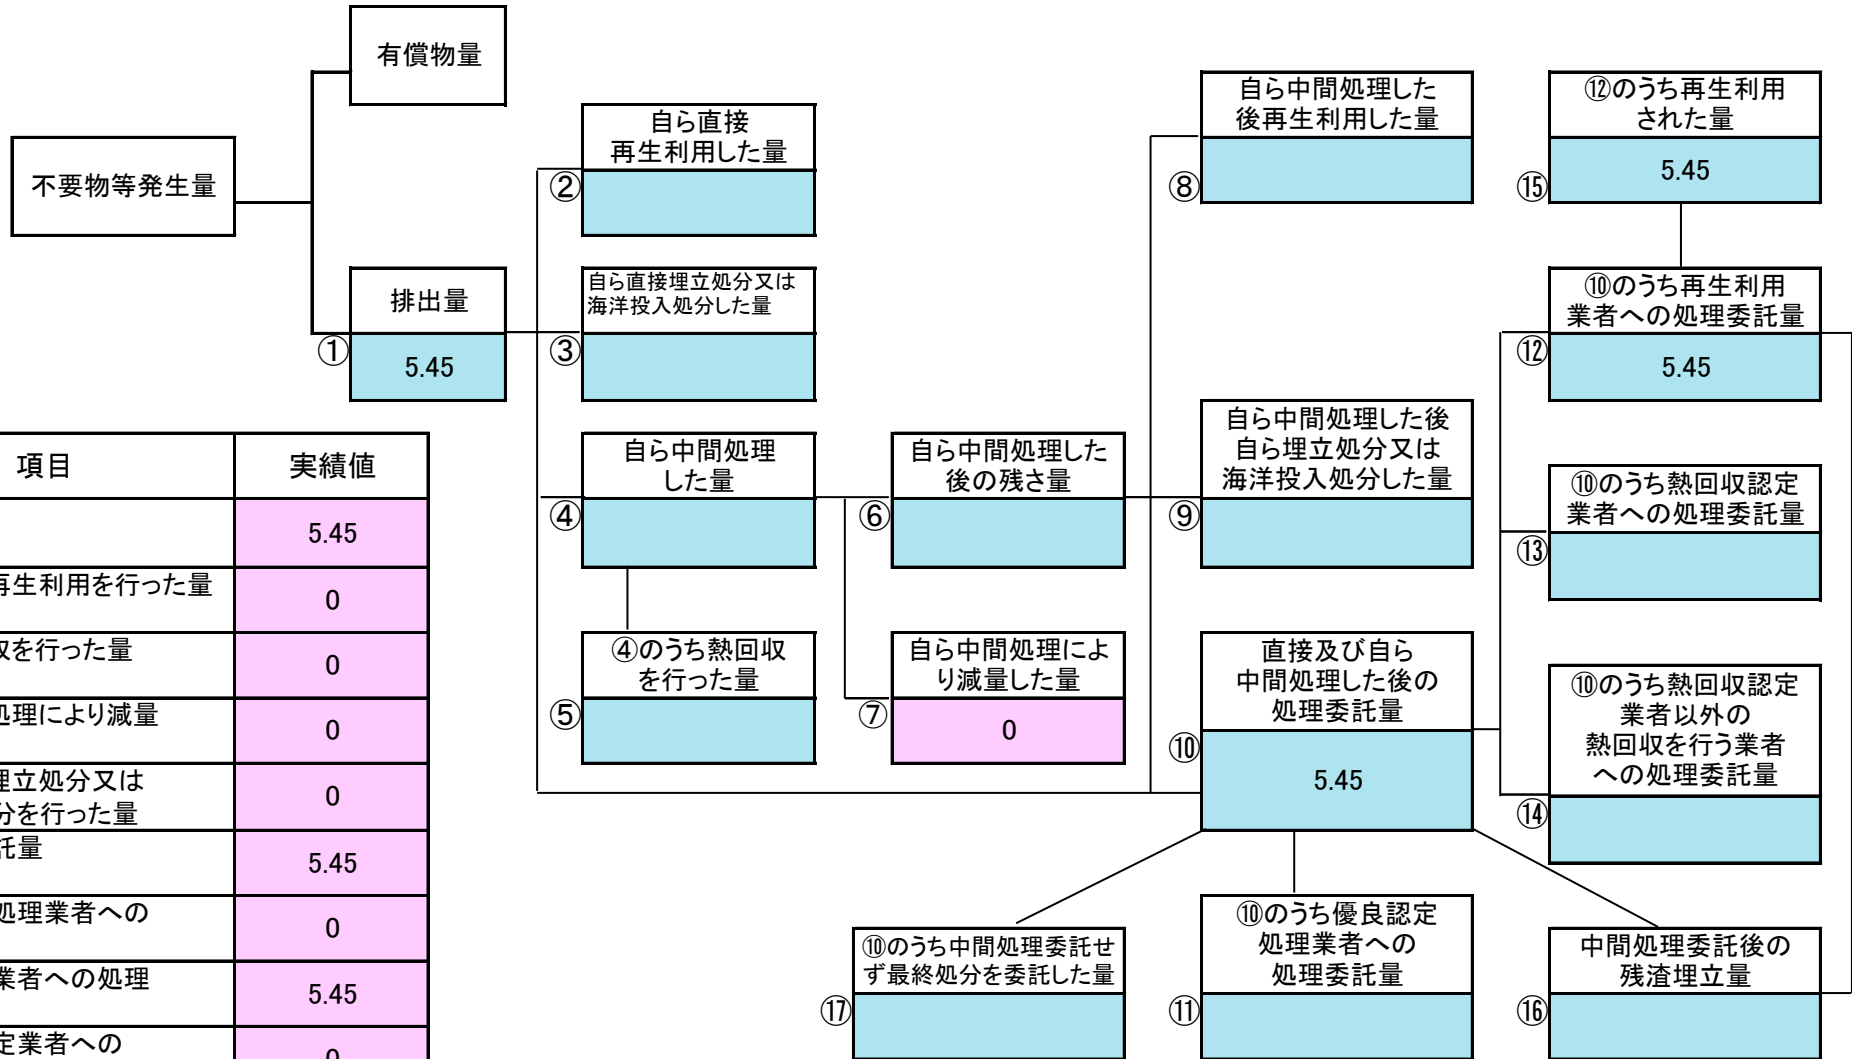 有償物量
不要物等発生量
排出量
①
5.45
自ら直接
再生利用した量
②
自ら直接埋立処分又は
海洋投入処分した量
③
自ら中間処理
した量
④
④のうち熱回収
を行った量
⑤
自ら中間処理した
後の残さ量
⑥
自ら中間処理によ
り減量した量
⑦
0
自ら中間処理した
後再生利用した量
⑧
自ら中間処理した後
自ら埋立処分又は
海洋投入処分した量
⑨
直接及び自ら
中間処理した後の
処理委託量
⑩
5.45
⑫のうち再生利用
された量
⑮
5.45
⑩のうち再生利用
業者への処理委託量
⑫
5.45
⑩のうち熱回収認定
業者への処理委託量
⑬
⑩のうち熱回収認定
業者以外の
熱回収を行う業者
への処理委託量
⑭
⑩のうち中間処理委託せ
ず最終処分を委託した量
⑰
⑩のうち優良認定
処理業者への
処理委託量
⑪
中間処理委託後の
残渣埋立量
⑯
項目 実績値
5.45
再生利用を行った量 0
を行った量 0
処理により減量 0
埋立処分又は
分を行った量 0
託量 5.45
処理業者への 0
業者への処理 5.45
定業者への 0